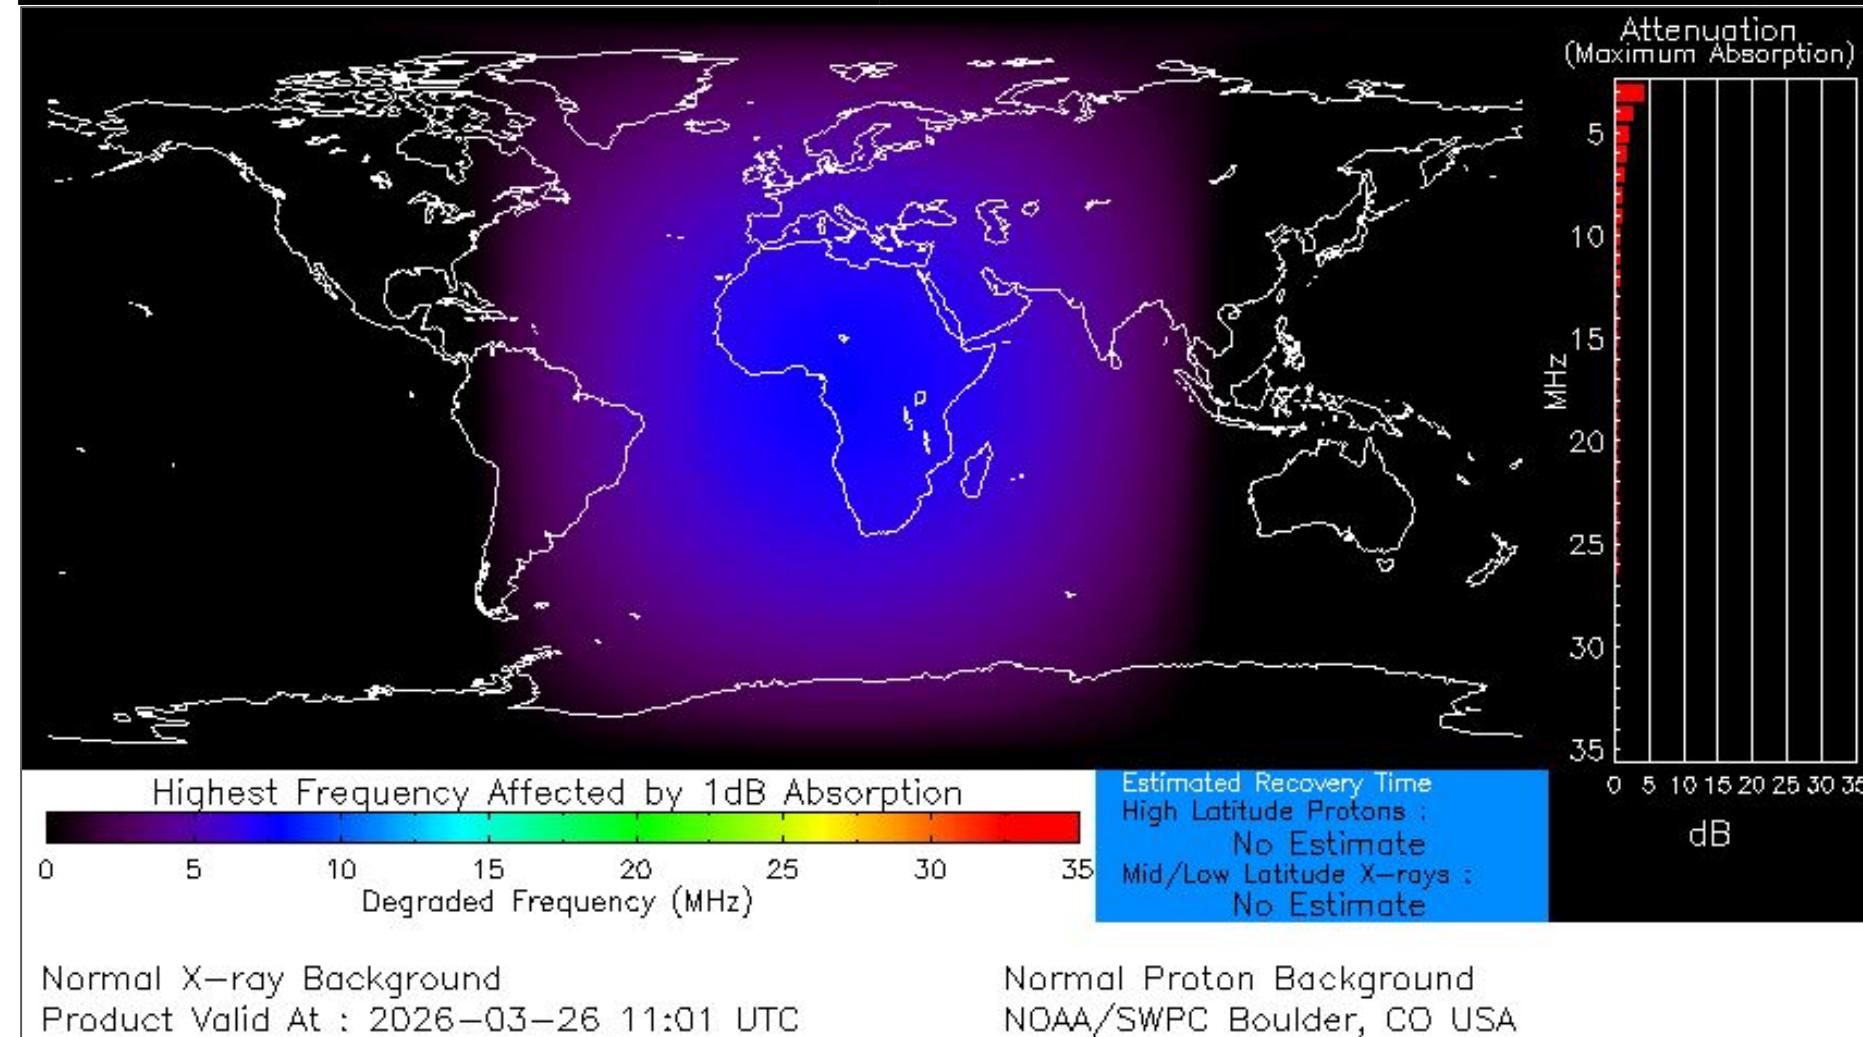 Attenuation
(Maximum Absorption)
5
10
15
20
25
30
35
MHz
0 5 10 15 20 25 30 35
dB
Highest Frequency Affected by 1dB Absorption
0 5 10 15 20 25 30 35
Degraded Frequency (MHz)
Estimated Recovery Time
High Latitude Protons :
No Estimate
Mid/Low Latitude X-rays :
No Estimate
Normal X-ray Background
Normal Proton Background
Product Valid At : 2026-03-26 11:01 UTC
NOAA/SWPC Boulder, CO USA